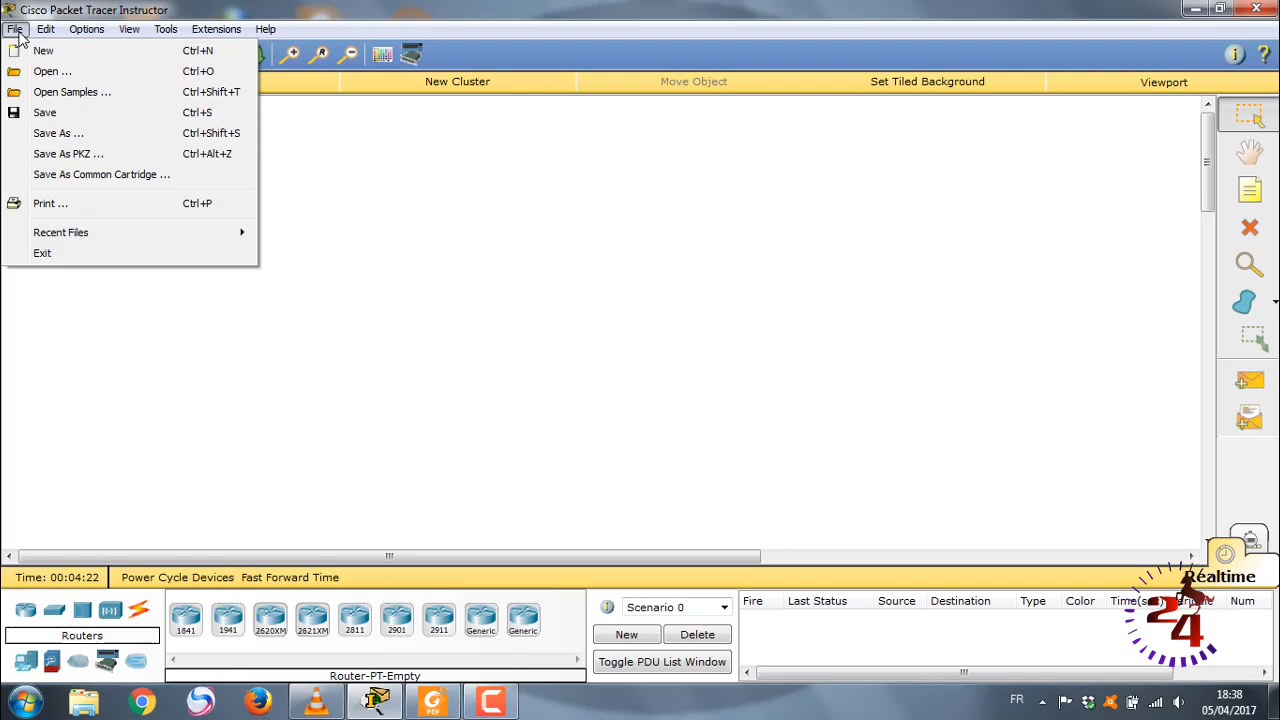 Cisco Packet Tracer Instructor
File Edit Options View Tools Extensions Help
New Ctrl+N
Open ... Ctrl+O
Open Samples ... Ctrl+Shift+T
Save Ctrl+S
Save As ... Ctrl+Shift+S
Save As PKZ ... Ctrl+Alt+Z
Save As Common Cartridge ...
Print ... Ctrl+P
Recent Files
Exit
New Cluster Move Object Set Tiled Background Viewport
Time: 00:04:22 Power Cycle Devices Fast Forward Time
Realtime
Routers
1841 1941 2620XM 2621XM 2811 2901 2911 Generic Generic
Router-PT-Empty
Scenario 0
New Delete
Toggle PDU List Window
Fire Last Status Source Destination Type Color Num
24
PDF
FR
18:38
05/04/2017